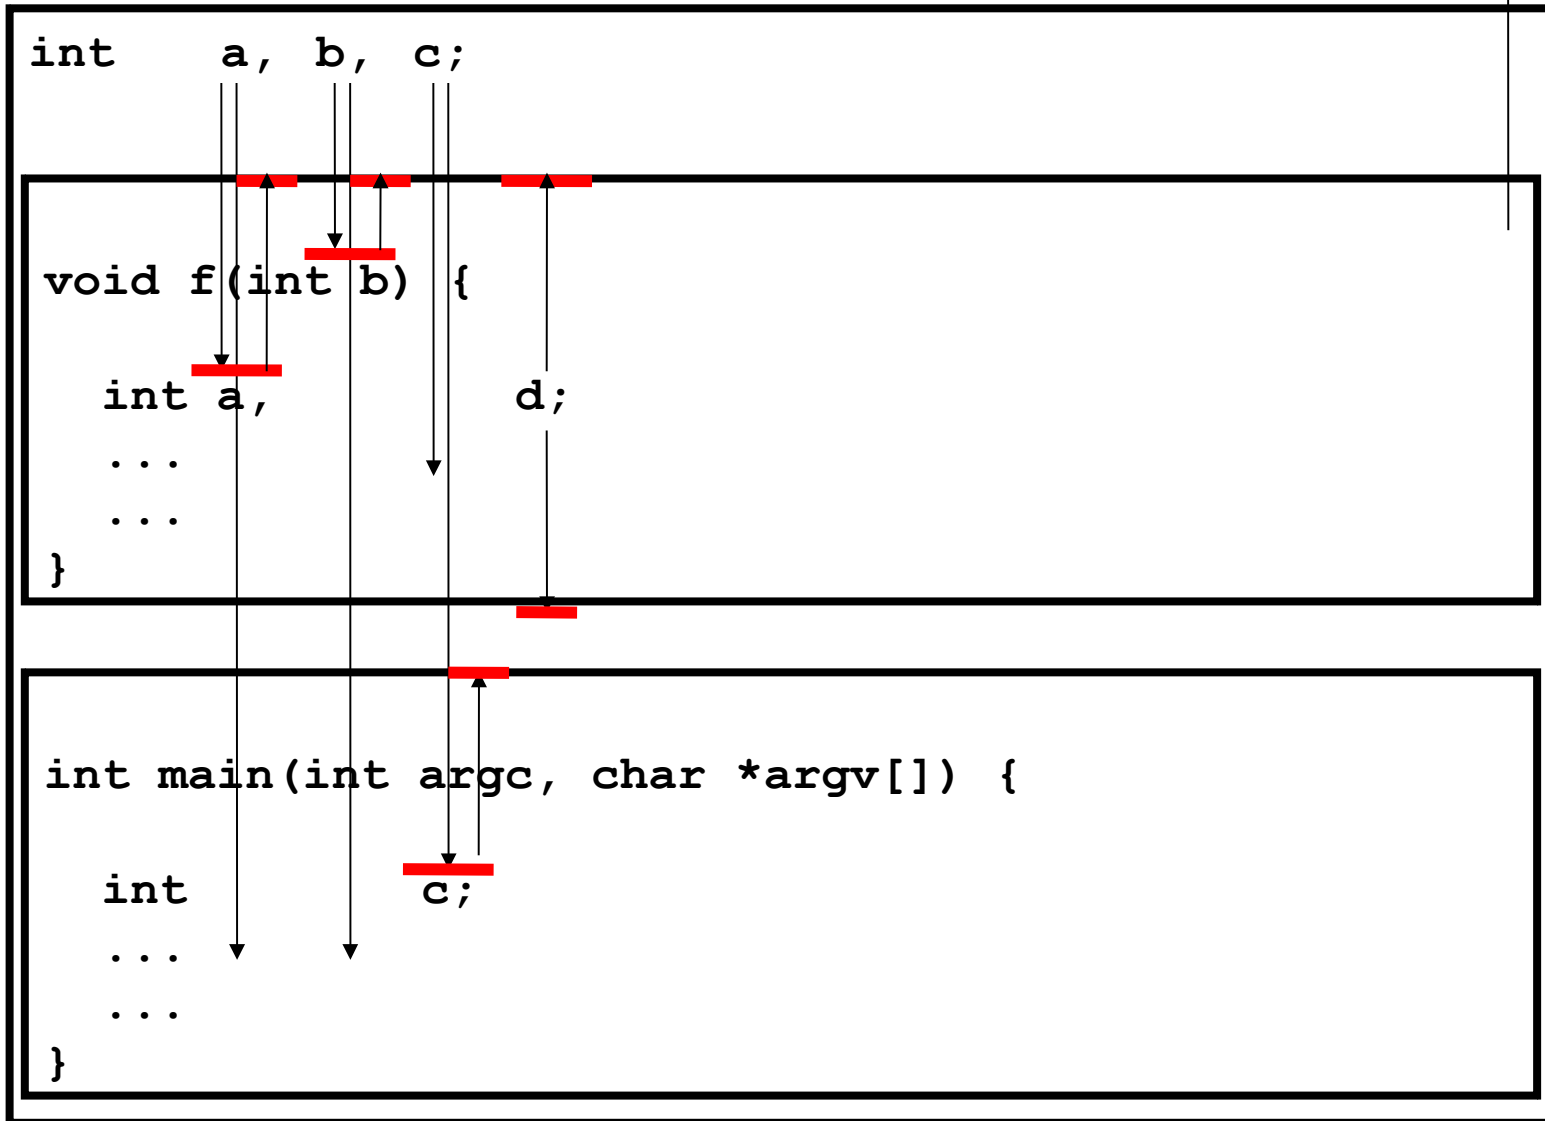 int a, b, c;
void f(int b) {
int a, d;
...
...
}
int main(int argc, char *argv[]) {
int c;
...
...
}